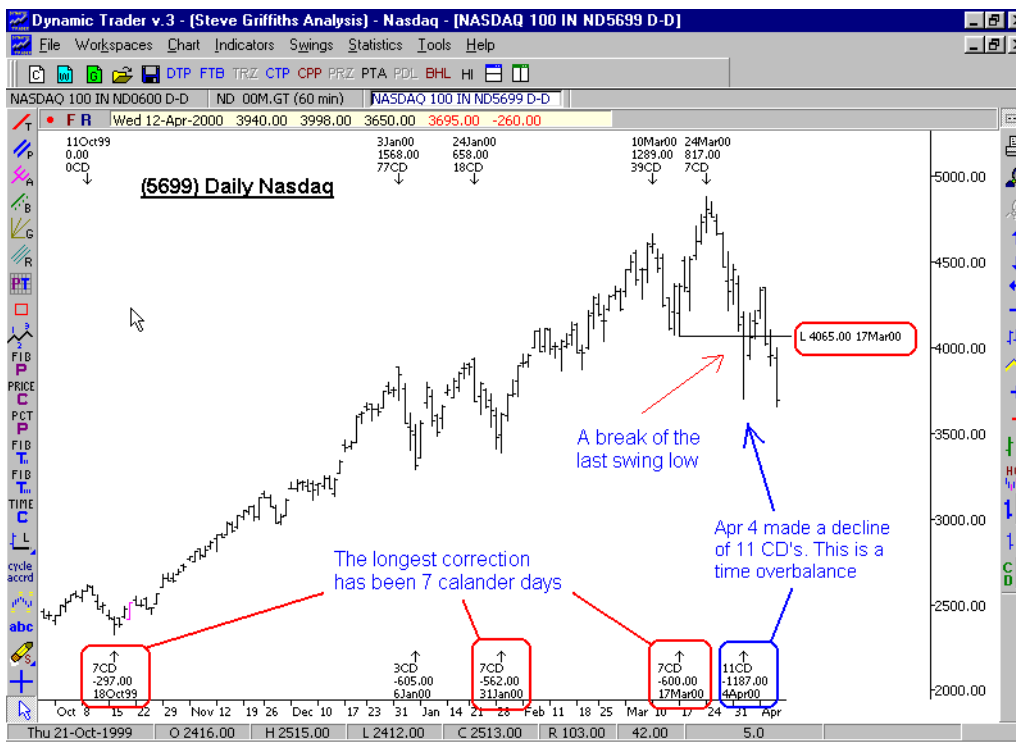 Dynamic Trader v.3 - (Steve Griffiths Analysis) - Nasdaq - [NASDAQ 100 IN ND5699 D-D]
File Workspaces Chart Indicators Swings Statistics Tools Help
C W G DTP FTB TRZ CTP CPP PRZ PTA PDL BHL HI
NASDAQ 100 IN ND0600 D-D ND 00M.GT (60 min) NASDAQ 100 IN ND5699 D-D
F R Wed 12-Apr-2000 3940.00 3998.00 3650.00 3695.00 -260.00
11Oct99 3Jan00 24Jan00 10Mar00 24Mar00
0.00 1568.00 658.00 1289.00 817.00
0CD 77CD 18CD 39CD 7CD
(5699) Daily Nasdaq
5000.00
4500.00
L 4065.00 17Mar00
4000.00
A break of the
last swing low
3500.00
3000.00
Apr 4 made a decline
of 11 CD's. This is a
time overbalance
The longest correction
has been 7 calander days
2500.00
7CD 3CD 7CD 7CD 11CD
-297.00 -605.00 -562.00 -600.00 -1187.00
18Oct99 6Jan00 31Jan00 17Mar00 4Apr00
2000.00
Oct 8 15 22 29 Nov 12 19 26 Dec 10 17 23 31 Jan 14 21 28 Feb 11 18 25 Mar 10 17 24 31 Apr
T
P
A
B
G
R
PT
1 3
2
FIB
P
PRICE
C
PCT
P
FIB
T
FIB
T
TIME
C
L
cycle
accrd
abc
S
C
D
Thu 21-Oct-1999 O 2416.00 H 2515.00 L 2412.00 C 2513.00 R 103.00 42.00 5.0